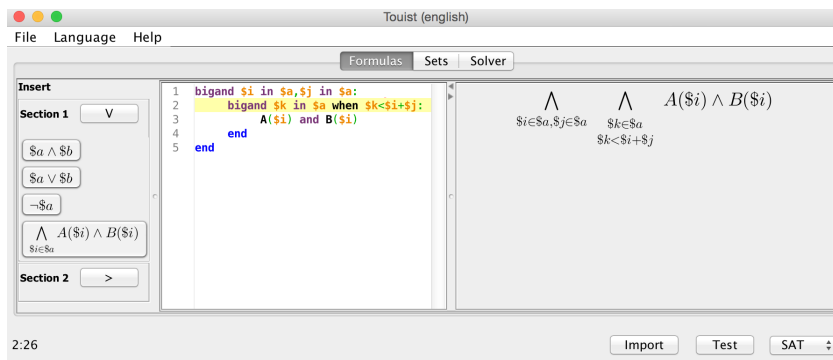 Touist (english)
File Language Help
Formulas Sets Solver
Insert
Section 1 V
$a ∧ $b
$a ∨ $b
¬$a
⋀ A($i) ∧ B($i)
$i∈$a
Section 2 >
1 bigand $i in $a,$j in $a:
2 bigand $k in $a when $k<$i+$j:
3 A($i) and B($i)
4 end
5 end
⋀ ⋀ A($i) ∧ B($i)
$i∈$a,$j∈$a $k∈$a
$k<$i+$j
2:26
Import Test SAT